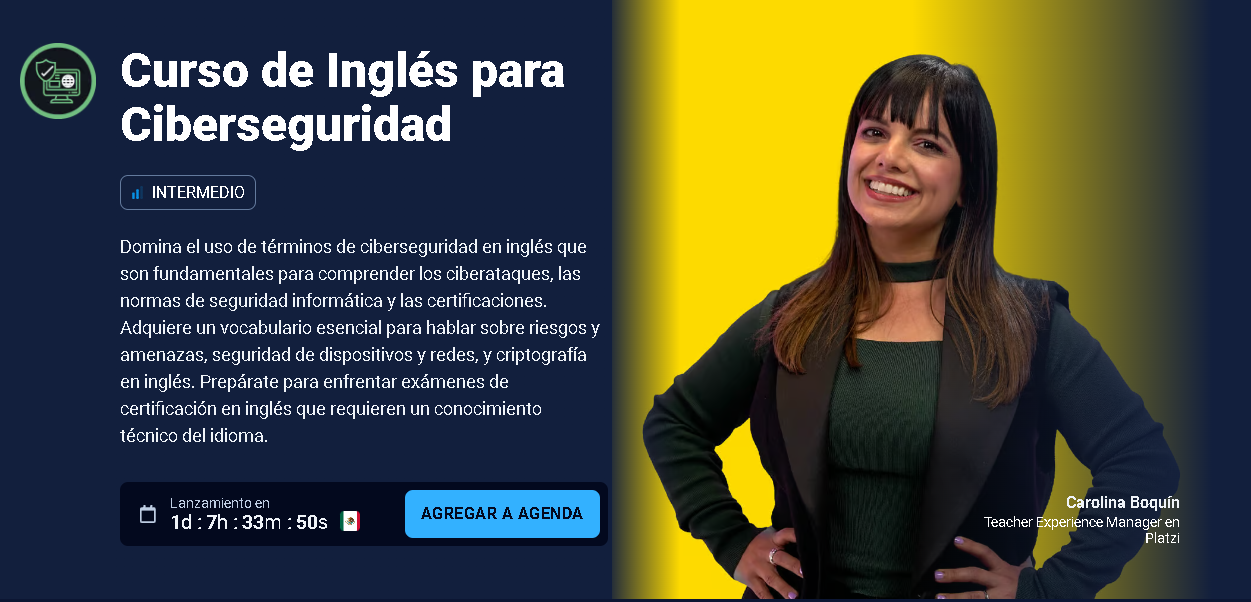 Curso de Inglés para
Ciberseguridad
INTERMEDIO
Domina el uso de términos de ciberseguridad en inglés que
son fundamentales para comprender los ciberataques, las
normas de seguridad informática y las certificaciones.
Adquiere un vocabulario esencial para hablar sobre riesgos y
amenazas, seguridad de dispositivos y redes, y criptografía
en inglés. Prepárate para enfrentar exámenes de
certificación en inglés que requieren un conocimiento
técnico del idioma.
Lanzamiento en
1d : 7h : 33m : 50s
AGREGAR A AGENDA
Carolina Boquín
Teacher Experience Manager en
Platzi